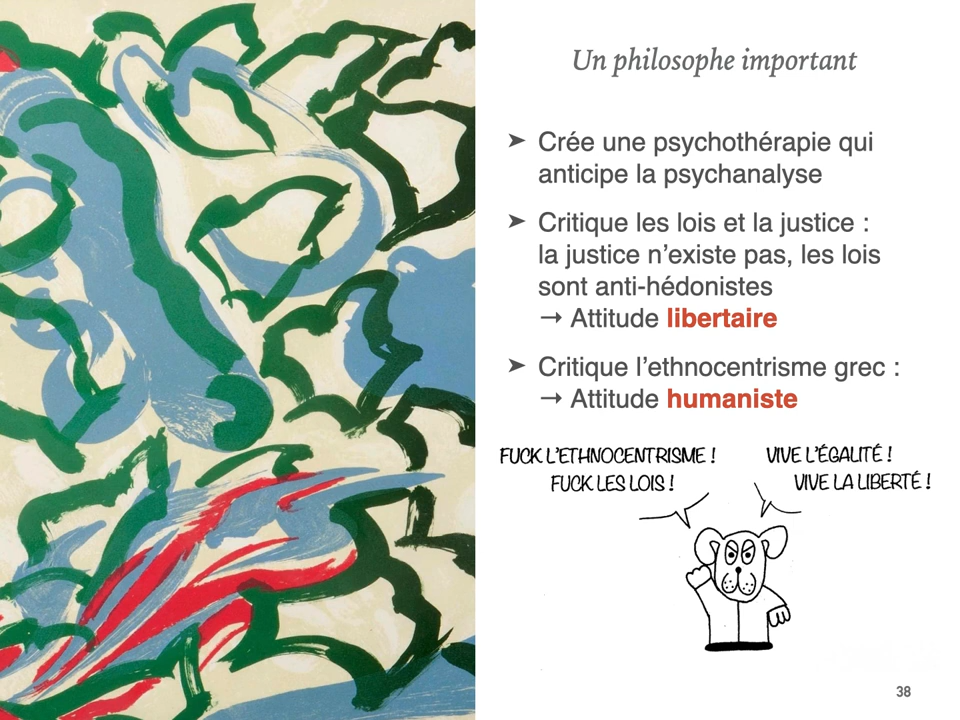 Un philosophe important
➤ Crée une psychothérapie qui
anticipe la psychanalyse
➤ Critique les lois et la justice :
la justice n’existe pas, les lois
sont anti-hédonistes
→ Attitude libertaire
➤ Critique l’ethnocentrisme grec :
→ Attitude humaniste
FUCK L’ETHNOCENTRISME !
FUCK LES LOIS !
VIVE L’ÉGALITÉ !
VIVE LA LIBERTÉ !
38